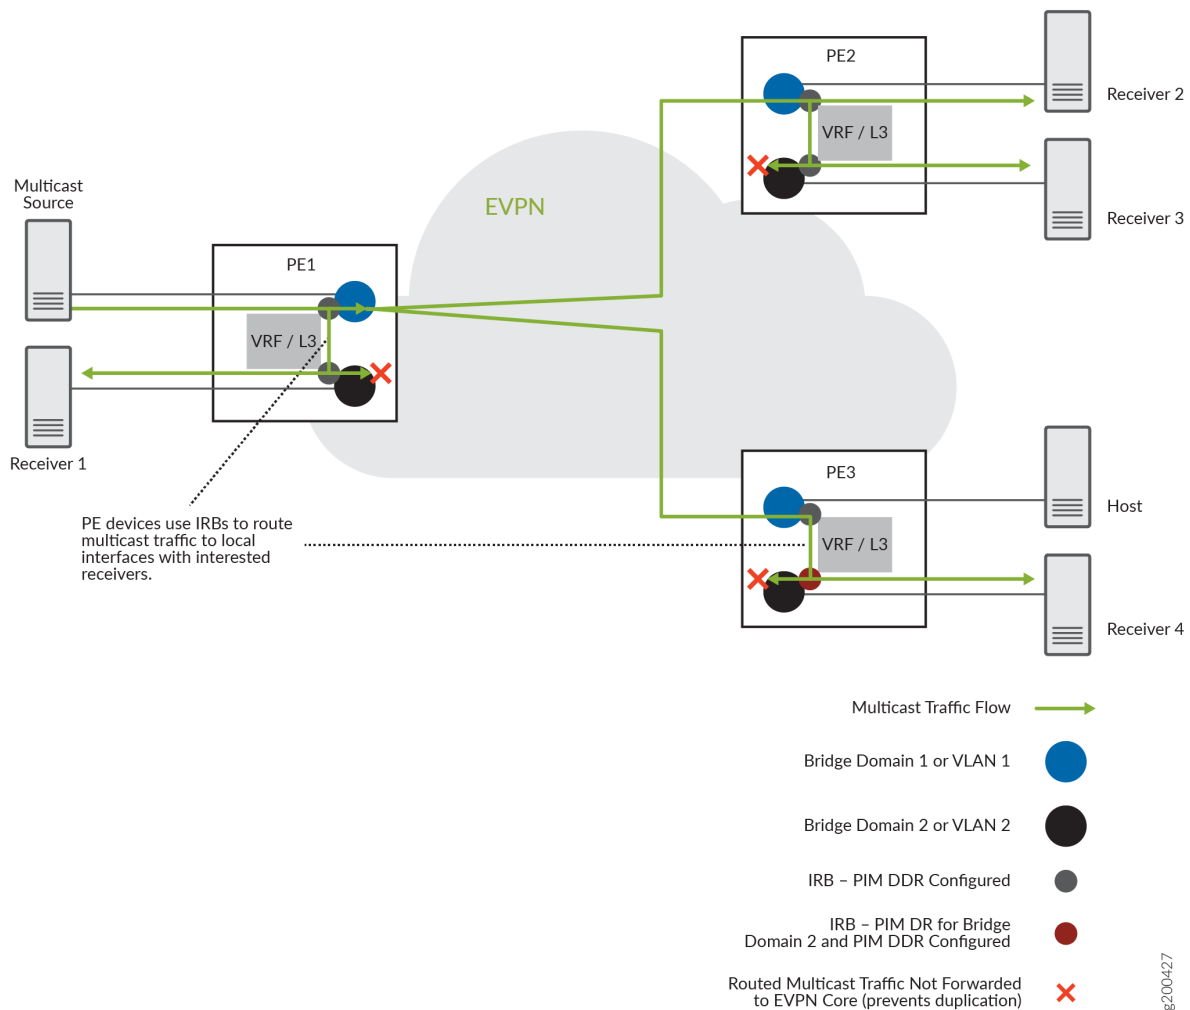 PE2
Receiver 2
VRF / L3
Receiver 3
Multicast
Source
EVPN
PE1
VRF / L3
Receiver 1
PE3
Host
VRF / L3
PE devices use IRBs to route
multicast traffic to local
interfaces with interested
receivers.
Receiver 4
Multicast Traffic Flow
Bridge Domain 1 or VLAN 1
Bridge Domain 2 or VLAN 2
IRB – PIM DDR Configured
IRB – PIM DR for Bridge
Domain 2 and PIM DDR Configured
Routed Multicast Traffic Not Forwarded
to EVPN Core (prevents duplication)
g200427